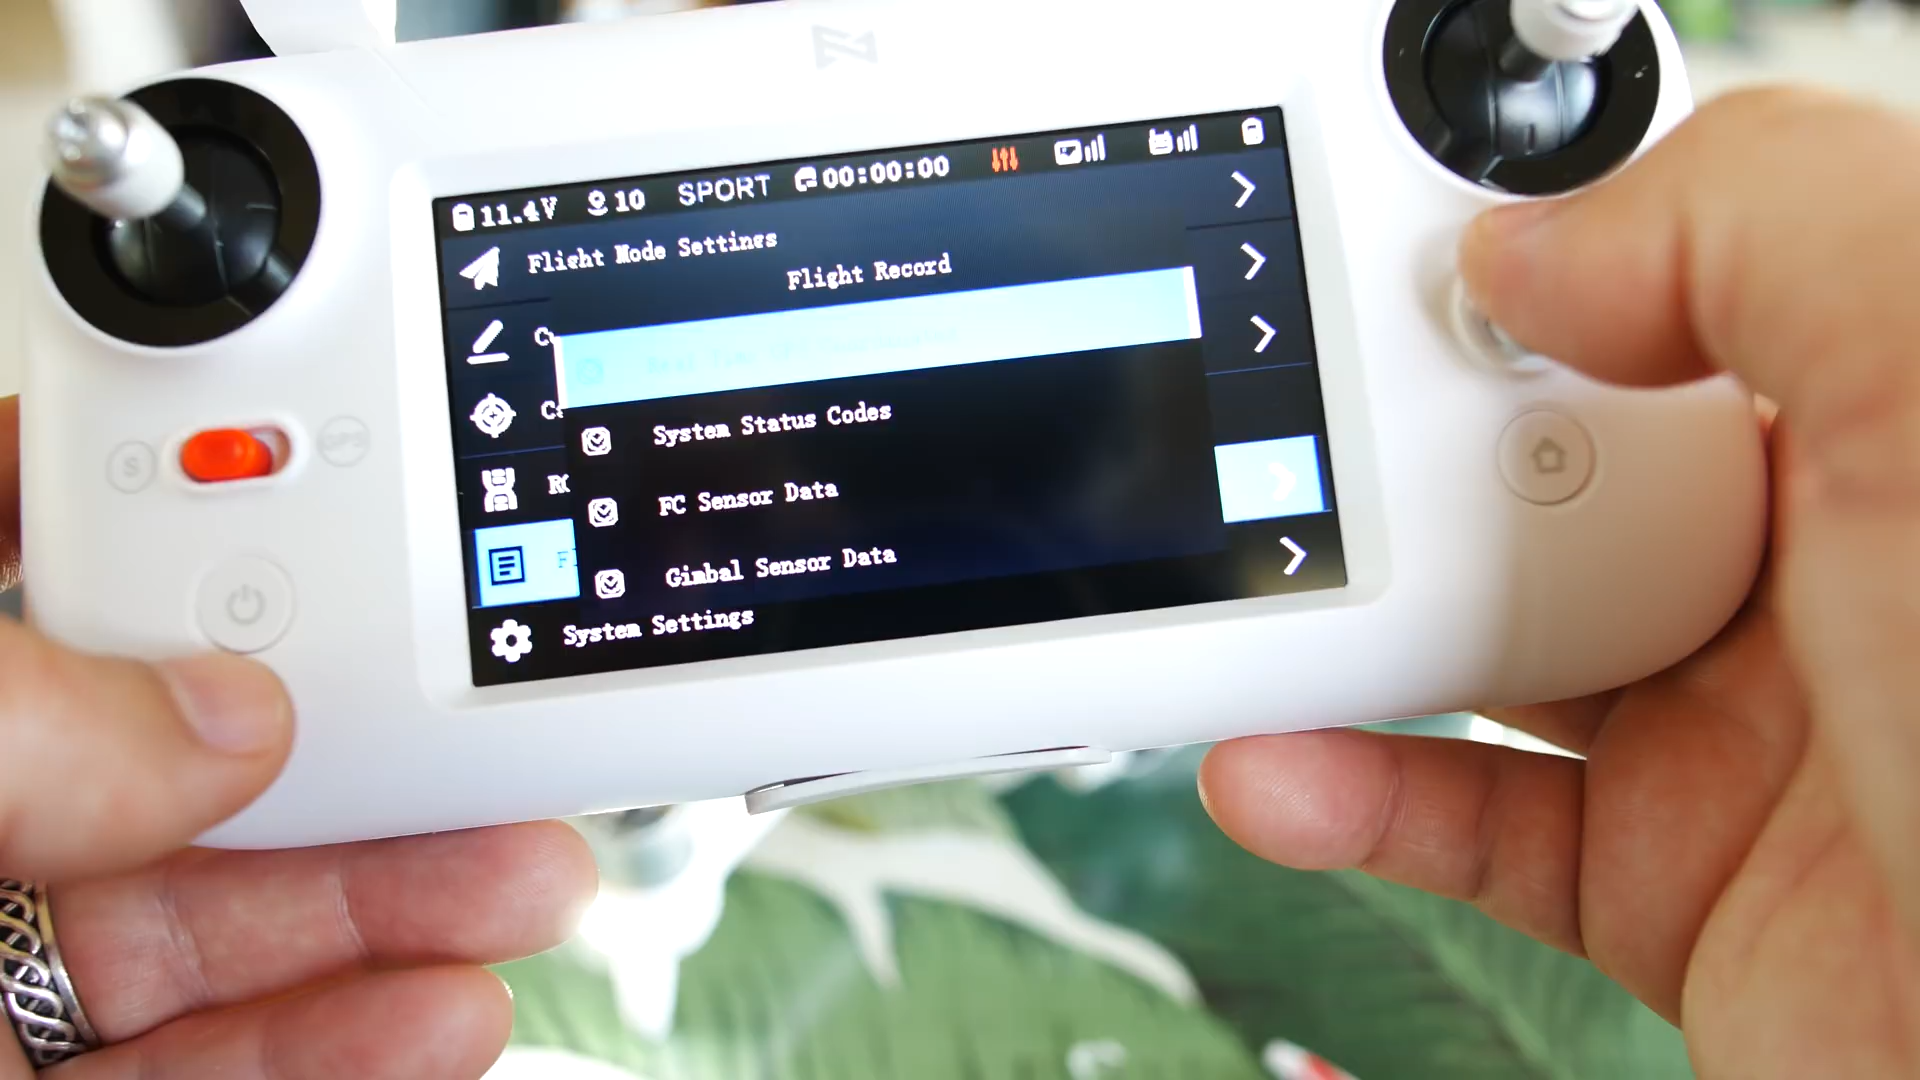 11.4V 10 SPORT 00:00:00
Flight Mode Settings
Flight Record
System Status Codes
FC Sensor Data
Gimbal Sensor Data
System Settings
S
GPS